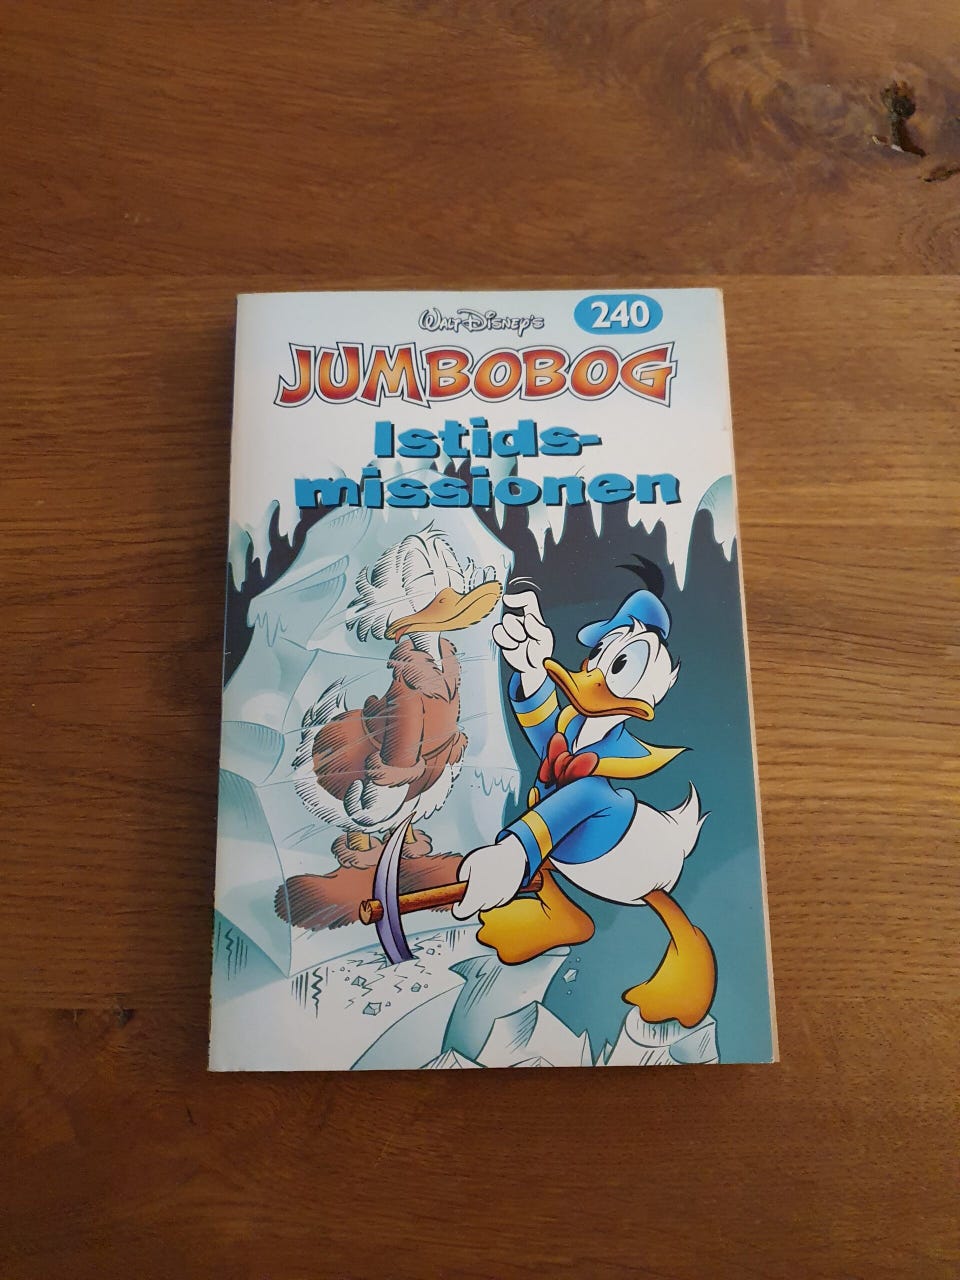 Walt Disney's
240
JUMBOBOG
Istids-
missionen